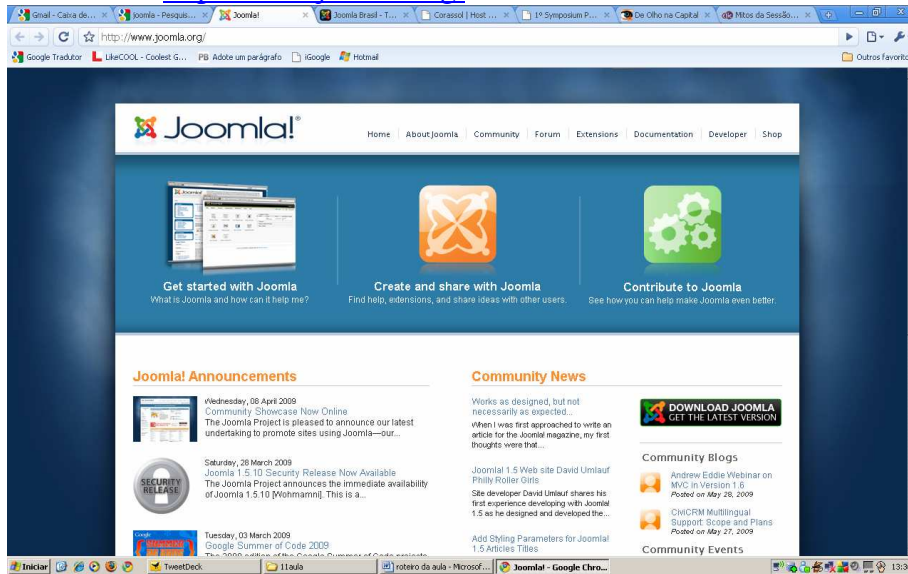 Gmail - Caixa de...
Joomla - Pesquis...
Joomla!
Joomla Brasil - T...
Corassol | Host ...
1º Symposium P...
De Olho na Capital
Mitos da Sessão...
http://www.joomla.org/
Google Tradutor
LikeCOOL - Coolest G...
PB Adote um parágrafo
iGoogle
Hotmail
Outros favorito
Joomla!®
Home
About Joomla
Community
Forum
Extensions
Documentation
Developer
Shop
Get started with Joomla
What is Joomla and how can it help me?
Create and share with Joomla
Find help, extensions, and share ideas with other users.
Contribute to Joomla
See how you can help make Joomla even better.
Joomla! Announcements
Wednesday, 08 April 2009
Community Showcase Now Online
The Joomla Project is pleased to announce our latest
undertaking to promote sites using Joomla—our...
SECURITY
RELEASE
Saturday, 28 March 2009
Joomla 1.5.10 Security Release Now Available
The Joomla Project announces the immediate availability
of Joomla 1.5.10 [Wohmamni]. This is a...
Google
Tuesday, 03 March 2009
Google Summer of Code 2009
The 2009 edition of the Google Summer of Code projects
Community News
Works as designed, but not
necessarily as expected...
When I was first approached to write an
article for the Joomla! magazine, my first
thoughts were that...
Joomla! 1.5 Web site David Umlauf
Philly Roller Girls
Site developer David Umlauf shares his
first experience developing with Joomla!
1.5 as he designed and developed the...
Add Styling Parameters for Joomla!
1.5 Articles Titles
DOWNLOAD JOOMLA
GET THE LATEST VERSION
Community Blogs
Andrew Eddie Webinar on
MVC in Version 1.6
Posted on May 28, 2009
CiviCRM Multilingual
Support: Scope and Plans
Posted on May 27, 2009
Community Events
Iniciar
TweetDeck
11aula
roteiro da aula - Microsof...
Joomla! - Google Chro...